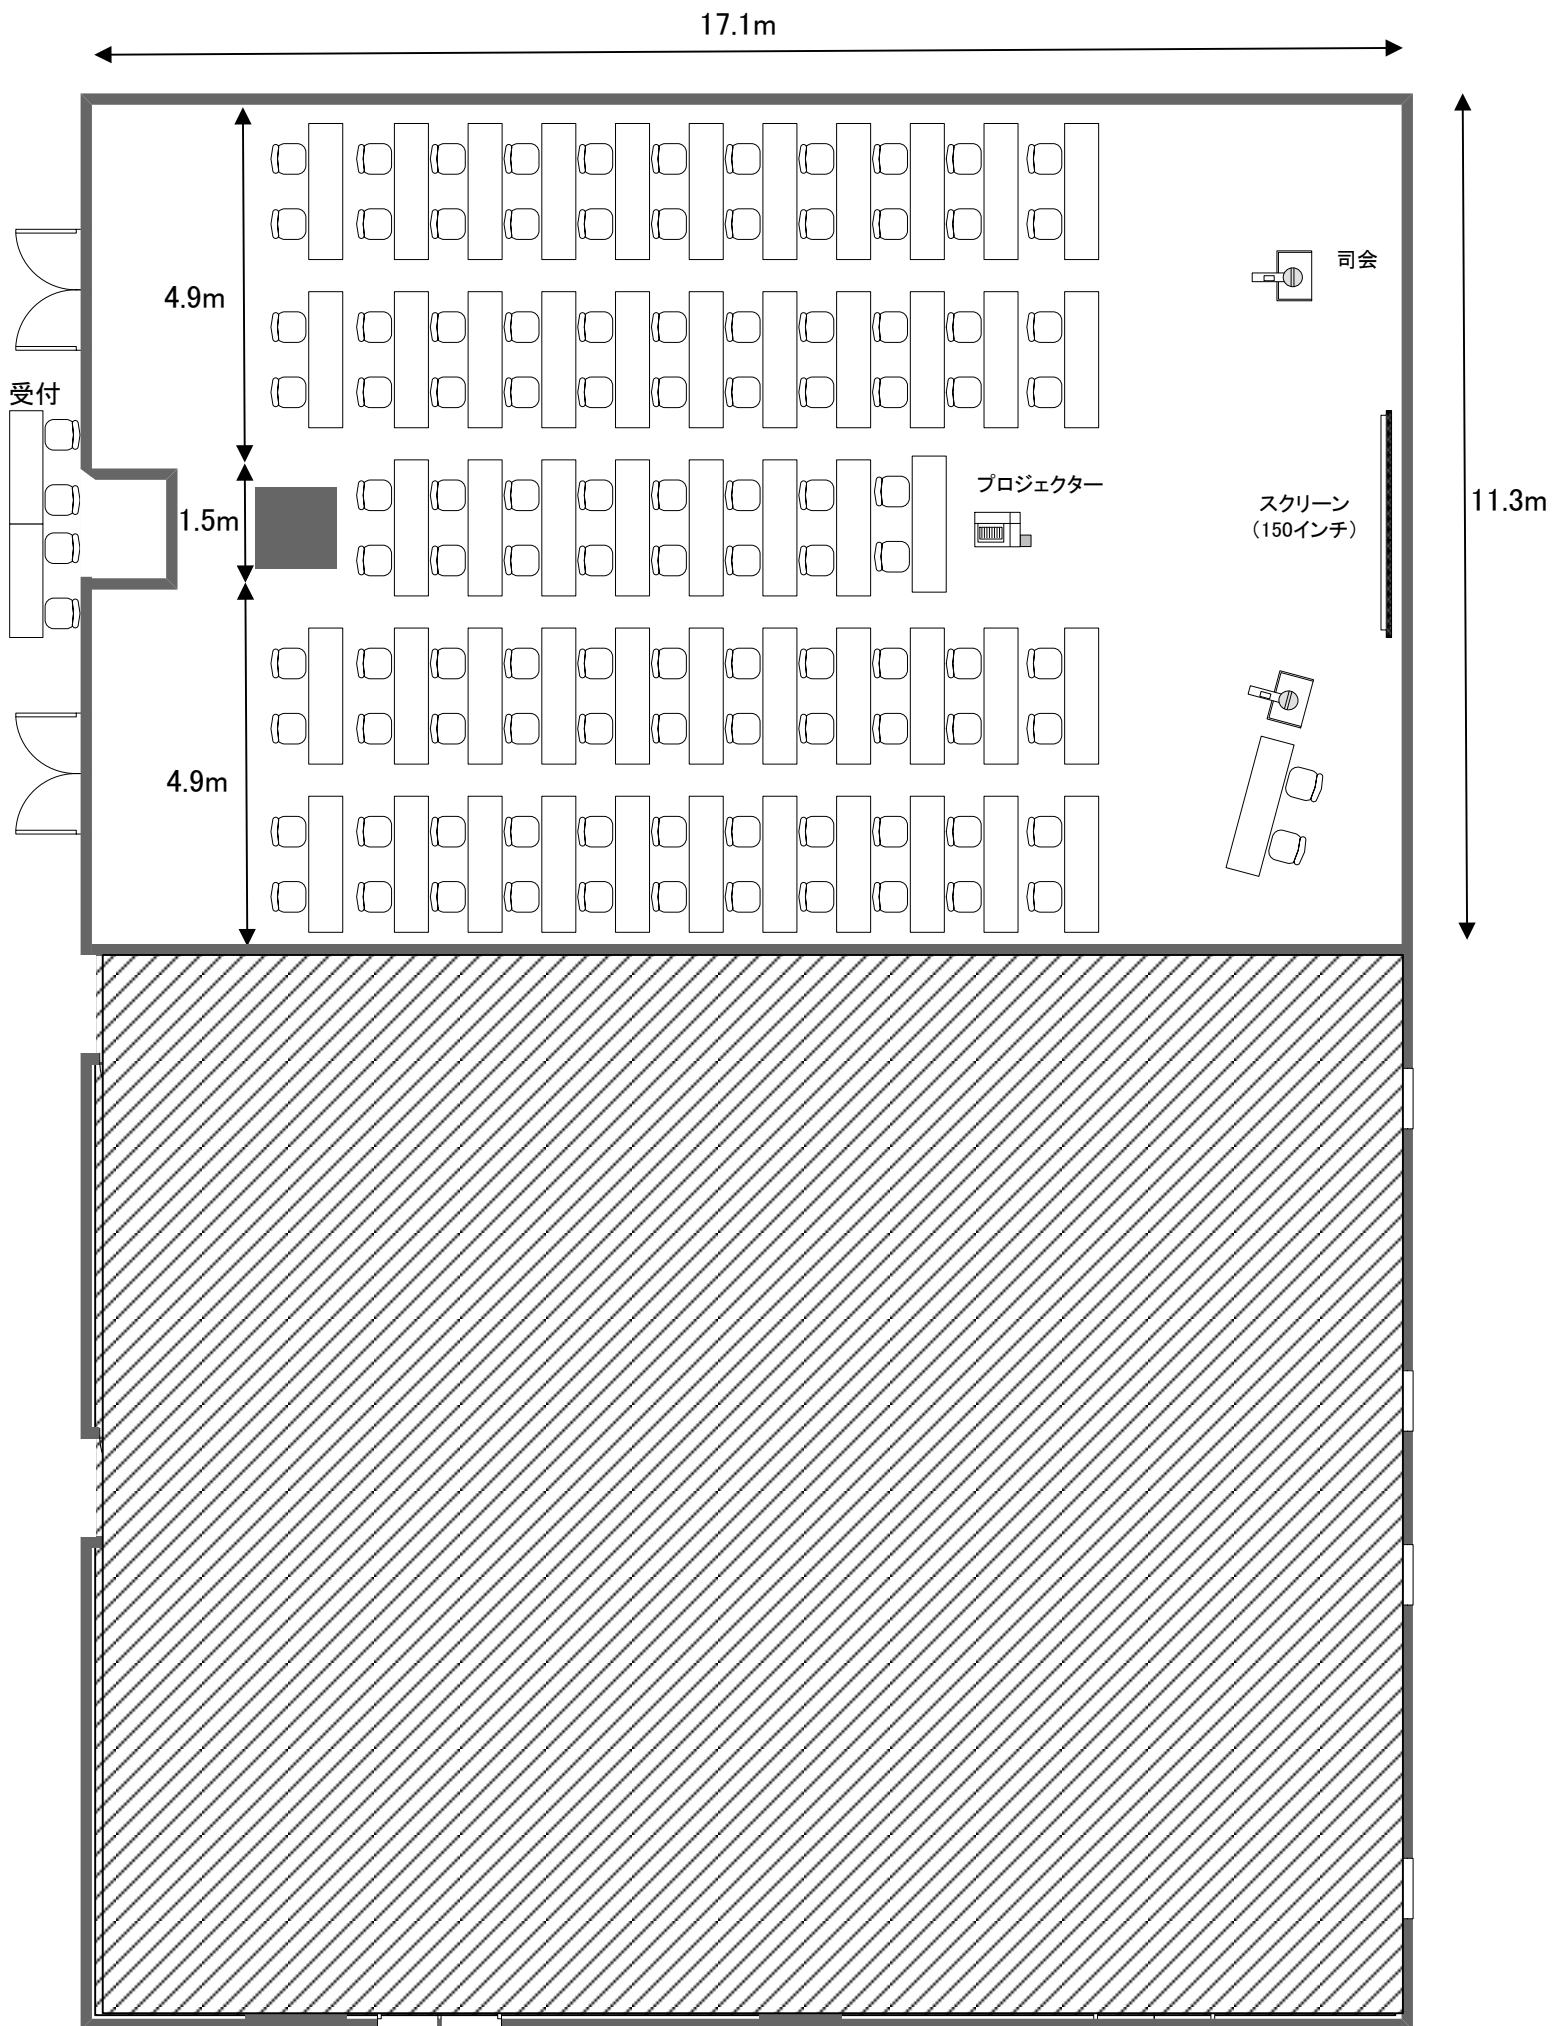 17.1m
司会
4.9m
受付
プロジェクター
スクリーン
（150インチ）
11.3m
1.5m
4.9m